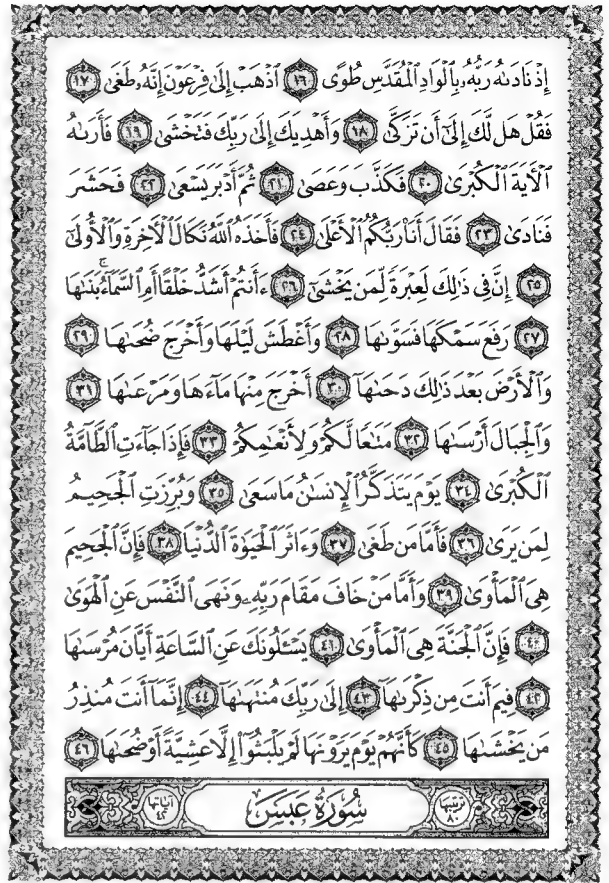 إِذْ نَادَىٰهُ رَبُّهُۥ بِٱلْوَادِ ٱلْمُقَدَّسِ طُوًى ١٦ ٱذْهَبْ إِلَىٰ فِرْعَوْنَ إِنَّهُۥ طَغَىٰ ١٧
فَقُلْ هَل لَّكَ إِلَىٰٓ أَن تَزَكَّىٰ ١٨ وَأَهْدِيَكَ إِلَىٰ رَبِّكَ فَتَخْشَىٰ ١٩ فَأَرَىٰهُ
ٱلْءَايَةَ ٱلْكُبْرَىٰ ٢٠ فَكَذَّبَ وَعَصَىٰ ٢١ ثُمَّ أَدْبَرَ يَسْعَىٰ ٢٢ فَحَشَرَ
فَنَادَىٰ ٢٣ فَقَالَ أَنَا۠ رَبُّكُمُ ٱلْأَعْلَىٰ ٢٤ فَأَخَذَهُ ٱللَّهُ نَكَالَ ٱلْءَاخِرَةِ وَٱلْأُولَىٰٓ
٢٥ إِنَّ فِى ذَٰلِكَ لَعِبْرَةً لِّمَن يَخْشَىٰٓ ٢٦ ءَأَنتُمْ أَشَدُّ خَلْقًا أَمِ ٱلسَّمَآءُ ۚ بَنَىٰهَا
٢٧ رَفَعَ سَمْكَهَا فَسَوَّىٰهَا ٢٨ وَأَغْطَشَ لَيْلَهَا وَأَخْرَجَ ضُحَىٰهَا ٢٩
وَٱلْأَرْضَ بَعْدَ ذَٰلِكَ دَحَىٰهَآ ٣٠ أَخْرَجَ مِنْهَا مَآءَهَا وَمَرْعَىٰهَا ٣١
وَٱلْجِبَالَ أَرْسَىٰهَا ٣٢ مَتَٰعًا لَّكُمْ وَلِأَنْعَٰمِكُمْ ٣٣ فَإِذَا جَآءَتِ ٱلطَّآمَّةُ
ٱلْكُبْرَىٰ ٣٤ يَوْمَ يَتَذَكَّرُ ٱلْإِنسَٰنُ مَا سَعَىٰ ٣٥ وَبُرِّزَتِ ٱلْجَحِيمُ
لِمَن يَرَىٰ ٣٦ فَأَمَّا مَن طَغَىٰ ٣٧ وَءَاثَرَ ٱلْحَيَوٰةَ ٱلدُّنْيَا ٣٨ فَإِنَّ ٱلْجَحِيمَ
هِىَ ٱلْمَأْوَىٰ ٣٩ وَأَمَّا مَنْ خَافَ مَقَامَ رَبِّهِۦ وَنَهَى ٱلنَّفْسَ عَنِ ٱلْهَوَىٰ
٤٠ فَإِنَّ ٱلْجَنَّةَ هِىَ ٱلْمَأْوَىٰ ٤١ يَسْـَٔلُونَكَ عَنِ ٱلسَّاعَةِ أَيَّانَ مُرْسَىٰهَا
٤٢ فِيمَ أَنتَ مِن ذِكْرَىٰهَآ ٤٣ إِلَىٰ رَبِّكَ مُنتَهَىٰهَآ ٤٤ إِنَّمَآ أَنتَ مُنذِرُ
مَن يَخْشَىٰهَا ٤٥ كَأَنَّهُمْ يَوْمَ يَرَوْنَهَا لَمْ يَلْبَثُوٓا۟ إِلَّا عَشِيَّةً أَوْ ضُحَىٰهَا ٤٦
ترتيبها ٨٠ سُورَةُ عَبَسَ آياتها ٤٢